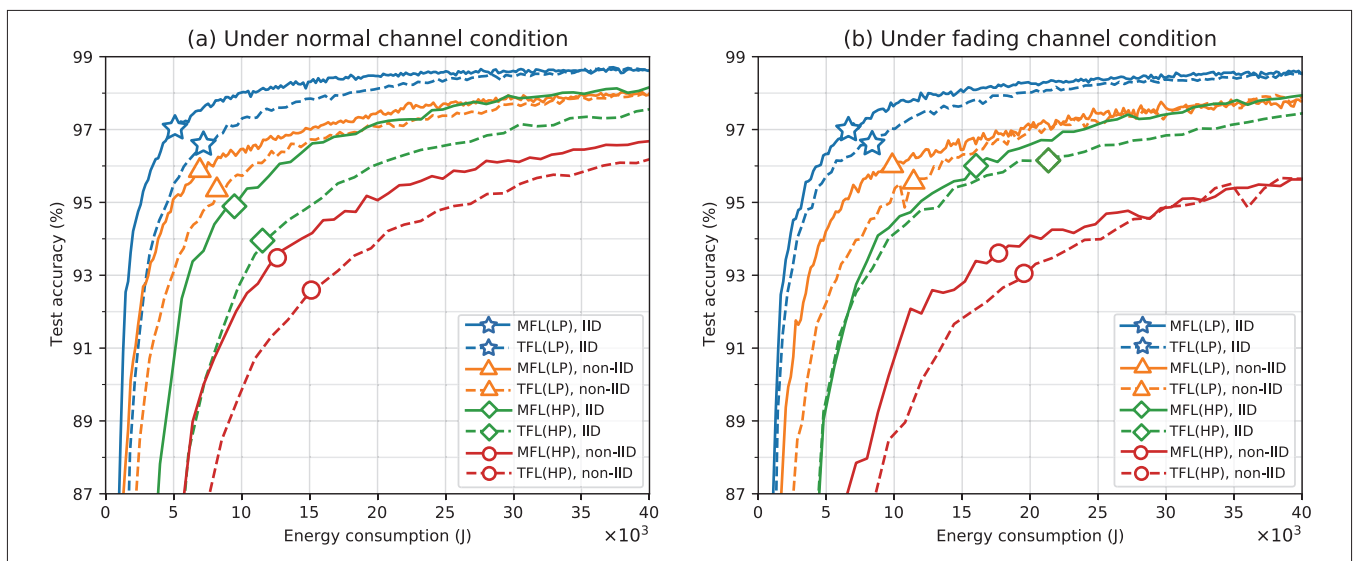 (a) Under normal channel condition
99
97
95
93
91
89
87
Test accuracy (%)
MFL(LP), IID
TFL(LP), IID
MFL(LP), non-IID
TFL(LP), non-IID
MFL(HP), IID
TFL(HP), IID
MFL(HP), non-IID
TFL(HP), non-IID
0 5 10 15 20 25 30 35 40
Energy consumption (J) ×10³
(b) Under fading channel condition
99
97
95
93
91
89
87
Test accuracy (%)
MFL(LP), IID
TFL(LP), IID
MFL(LP), non-IID
TFL(LP), non-IID
MFL(HP), IID
TFL(HP), IID
MFL(HP), non-IID
TFL(HP), non-IID
0 5 10 15 20 25 30 35 40
Energy consumption (J) ×10³